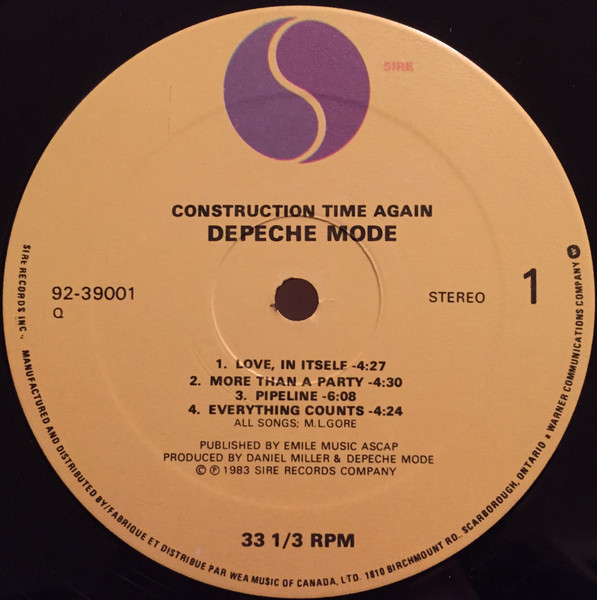 SIRE
CONSTRUCTION TIME AGAIN
DEPECHE MODE
92-39001
Q
STEREO
1
1. LOVE, IN ITSELF -4:27
2. MORE THAN A PARTY -4:30
3. PIPELINE -6:08
4. EVERYTHING COUNTS -4:24
ALL SONGS; M.L.GORE
PUBLISHED BY EMILE MUSIC ASCAP
PRODUCED BY DANIEL MILLER & DEPECHE MODE
© ℗ 1983 SIRE RECORDS COMPANY
33 1/3 RPM
SIRE RECORDS INC., MANUFACTURED AND DISTRIBUTED BY/FABRIQUE ET DISTRIBUE PAR WEA MUSIC OF CANADA, LTD. 1810 BIRCHMOUNT RD. SCARBOROUGH, ONTARIO a WARNER COMMUNICATIONS COMPANY